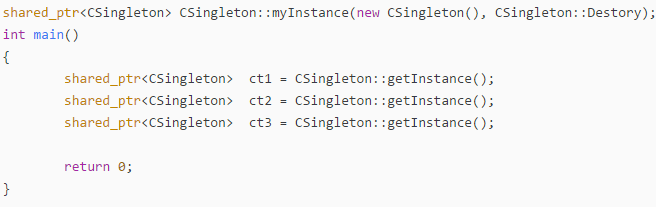 shared_ptr<CSingleton> CSingleton::myInstance(new CSingleton(), CSingleton::Destory);
int main()
{
shared_ptr<CSingleton>  ct1 = CSingleton::getInstance();
shared_ptr<CSingleton>  ct2 = CSingleton::getInstance();
shared_ptr<CSingleton>  ct3 = CSingleton::getInstance();
return 0;
}